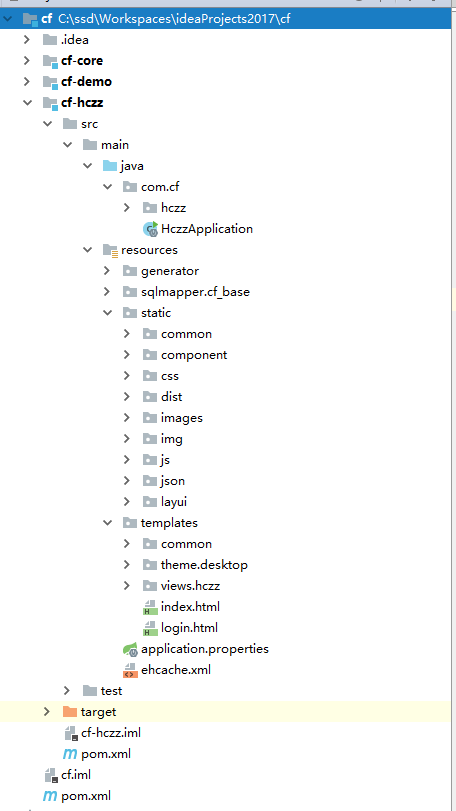 cf C:\ssd\Workspaces\ideaProjects2017\cf
.idea
cf-core
cf-demo
cf-hczz
src
main
java
com.cf
hczz
HczzApplication
resources
generator
sqlmapper.cf_base
static
common
component
css
dist
images
img
js
json
layui
templates
common
theme.desktop
views.hczz
index.html
login.html
application.properties
ehcache.xml
test
target
cf-hczz.iml
pom.xml
cf.iml
pom.xml